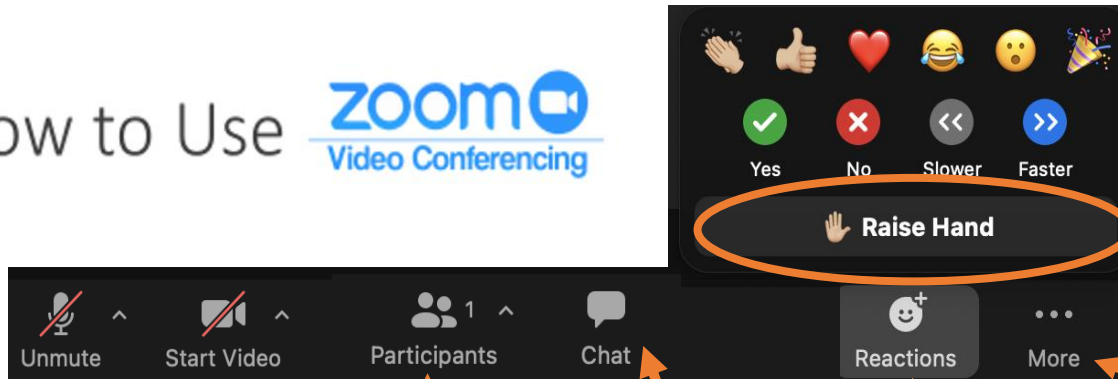 ow to Use
zoom
Video Conferencing
Yes No Slower Faster
Raise Hand
Unmute Start Video Participants 1 Chat Reactions More